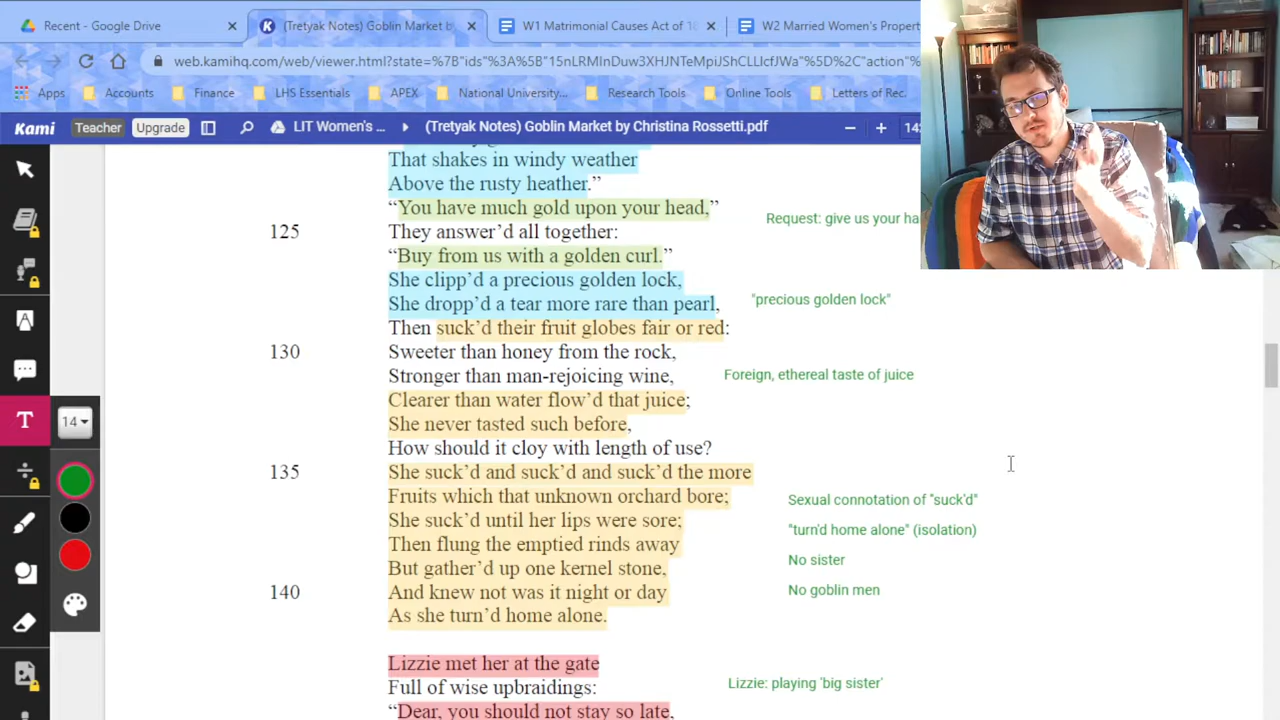 Recent - Google Drive
(Tretyak Notes) Goblin Market b
W1 Matrimonial Causes Act of 18
W2 Married Women's Property
web.kamihq.com/web/viewer.html?state=%7B"ids"%3A%5B"15nLRMInDuw3XHJNTeMpiJShCLLJcfJWa"%5D%2C"action"
Apps
Accounts
Finance
LHS Essentials
APEX
National University...
Research Tools
Online Tools
Letters of Rec.
Kami
Teacher
Upgrade
LIT Women's ...
(Tretyak Notes) Goblin Market by Christina Rossetti.pdf
That shakes in windy weather
Above the rusty heather.”
“You have much gold upon your head,”
Request: give us your ha
125 They answer’d all together:
“Buy from us with a golden curl.”
She clipp’d a precious golden lock,
She dropp’d a tear more rare than pearl,
"precious golden lock"
Then suck’d their fruit globes fair or red:
130 Sweeter than honey from the rock,
Stronger than man-rejoicing wine,
Foreign, ethereal taste of juice
Clearer than water flow’d that juice;
She never tasted such before,
How should it cloy with length of use?
135 She suck’d and suck’d and suck’d the more
Fruits which that unknown orchard bore;
Sexual connotation of "suck'd"
She suck’d until her lips were sore;
"turn'd home alone" (isolation)
Then flung the emptied rinds away
No sister
But gather’d up one kernel stone,
140 And knew not was it night or day
No goblin men
As she turn’d home alone.
Lizzie met her at the gate
Full of wise upbraidings:
Lizzie: playing 'big sister'
“Dear, you should not stay so late,
T
14